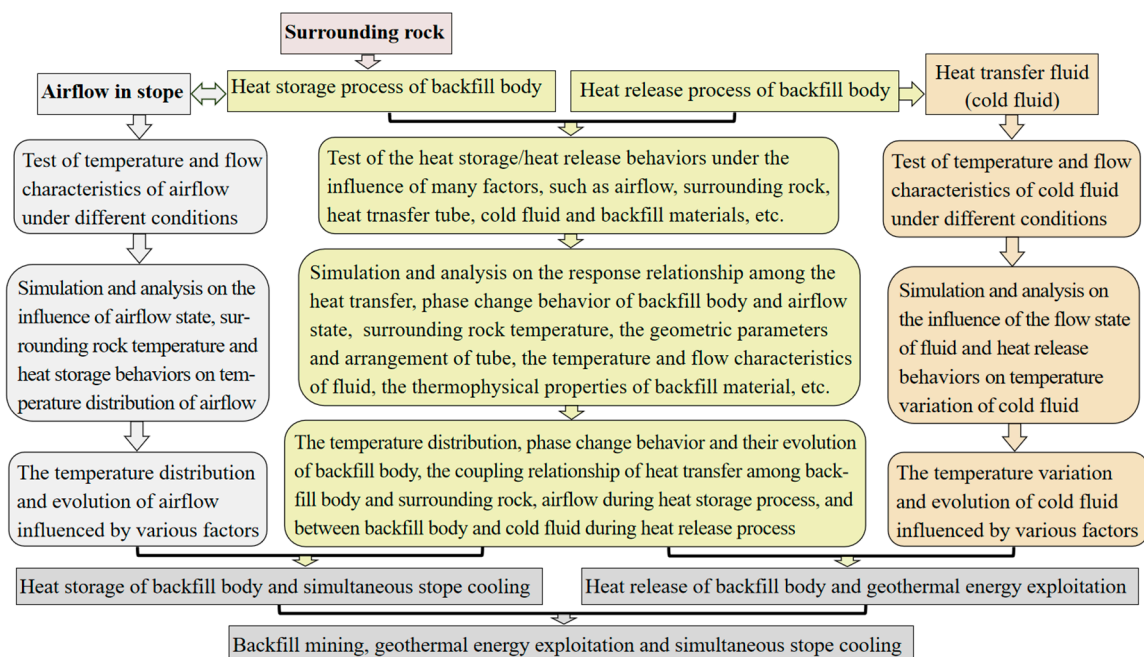 Surrounding rock
Airflow in stope
Heat storage process of backfill body
Heat release process of backfill body
Heat transfer fluid
(cold fluid)
Test of temperature and flow
characteristics of airflow
under different conditions
Test of the heat storage/heat release behaviors under the
influence of many factors, such as airflow, surrounding rock,
heat trnasfer tube, cold fluid and backfill materials, etc.
Test of temperature and flow
characteristics of cold fluid
under different conditions
Simulation and analysis on the
influence of airflow state, sur-
rounding rock temperature and
heat storage behaviors on tem-
perature distribution of airflow
Simulation and analysis on the response relationship among the
heat transfer, phase change behavior of backfill body and airflow
state, surrounding rock temperature, the geometric parameters
and arrangement of tube, the temperature and flow characteristics
of fluid, the thermophysical properties of backfill material, etc.
Simulation and analysis on
the influence of the flow state
of fluid and heat release
behaviors on temperature
variation of cold fluid
The temperature distribution
and evolution of airflow
influenced by various factors
The temperature distribution, phase change behavior and their evolution
of backfill body, the coupling relationship of heat transfer among back-
fill body and surrounding rock, airflow during heat storage process, and
between backfill body and cold fluid during heat release process
The temperature variation
and evolution of cold fluid
influenced by various factors
Heat storage of backfill body and simultaneous stope cooling
Heat release of backfill body and geothermal energy exploitation
Backfill mining, geothermal energy exploitation and simultaneous stope cooling